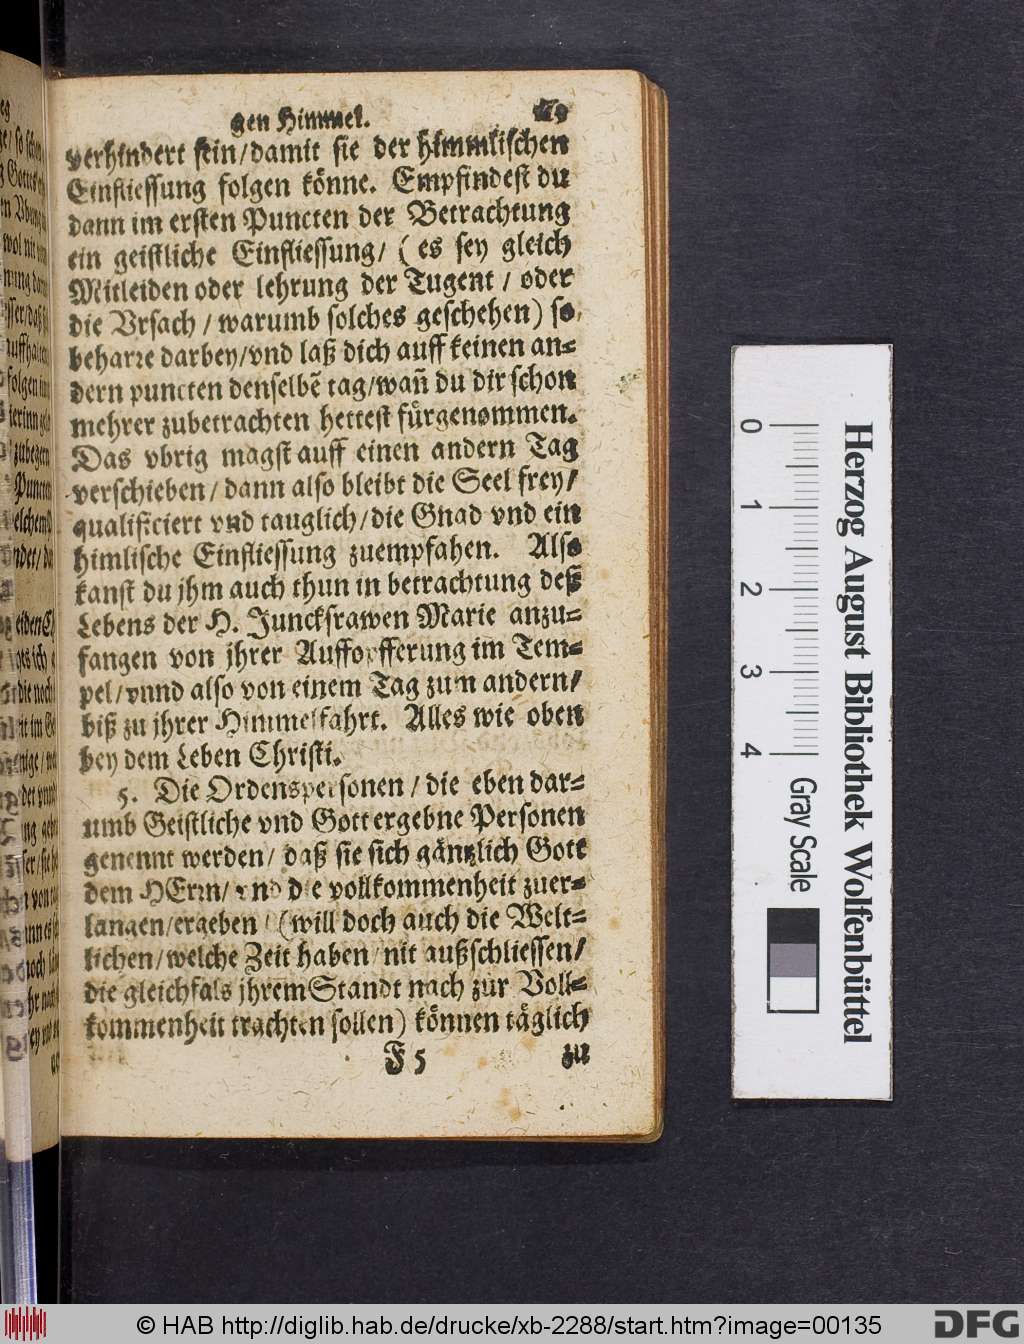 gen Himmel.
verhindert sein/damit sie der himmlischen
Einfliessung folgen könne. Empfindest du
dann im ersten Puncten der Betrachtung
ein geistliche Einfliessung/ (es sey gleich
Mitleiden oder lehrung der Tugent / oder
die Vrsach / warumb solches geschehen) so
beharre darbey/vnd laß dich auff keinen an=
dern puncten denselbẽ tag/wañ du dir schon
mehrer zubetrachten hettest fürgenommen.
Das vbrig magst auff einen andern Tag
verschieben / dann also bleibt die Seel frey/
qualificiert vnd tauglich/die Gnad vnd ein
himlische Einfliessung zuempfahen. Also
kanst du jhm auch thun in betrachtung deß
Lebens der H. Juncksrawen Marie anzu=
fangen von jhrer Auffopfferung im Tem=
pel/vnnd also von einem Tag zum andern/
biß zu jhrer Himmelfahrt. Alles wie oben
bey dem Leben Christi.
5. Die Ordenspersonen / die eben dar=
umb Geistliche vnd Gott ergebne Personen
genennt werden/ daß sie sich gäntzlich Gott
dem HErrn/ vnd die vollkommenheit zuer=
langen/ergeben / (will doch auch die Welt=
lichen/welche Zeit haben/nit außschliessen/
die gleichfals jhrem Standt nach zur Voll=
kommenheit trachten sollen) können täglich
F 5 zu
0 1 2 3 4
Gray Scale
Herzog August Bibliothek Wolfenbüttel
© HAB http://diglib.hab.de/drucke/xb-2288/start.htm?image=00135
DFG